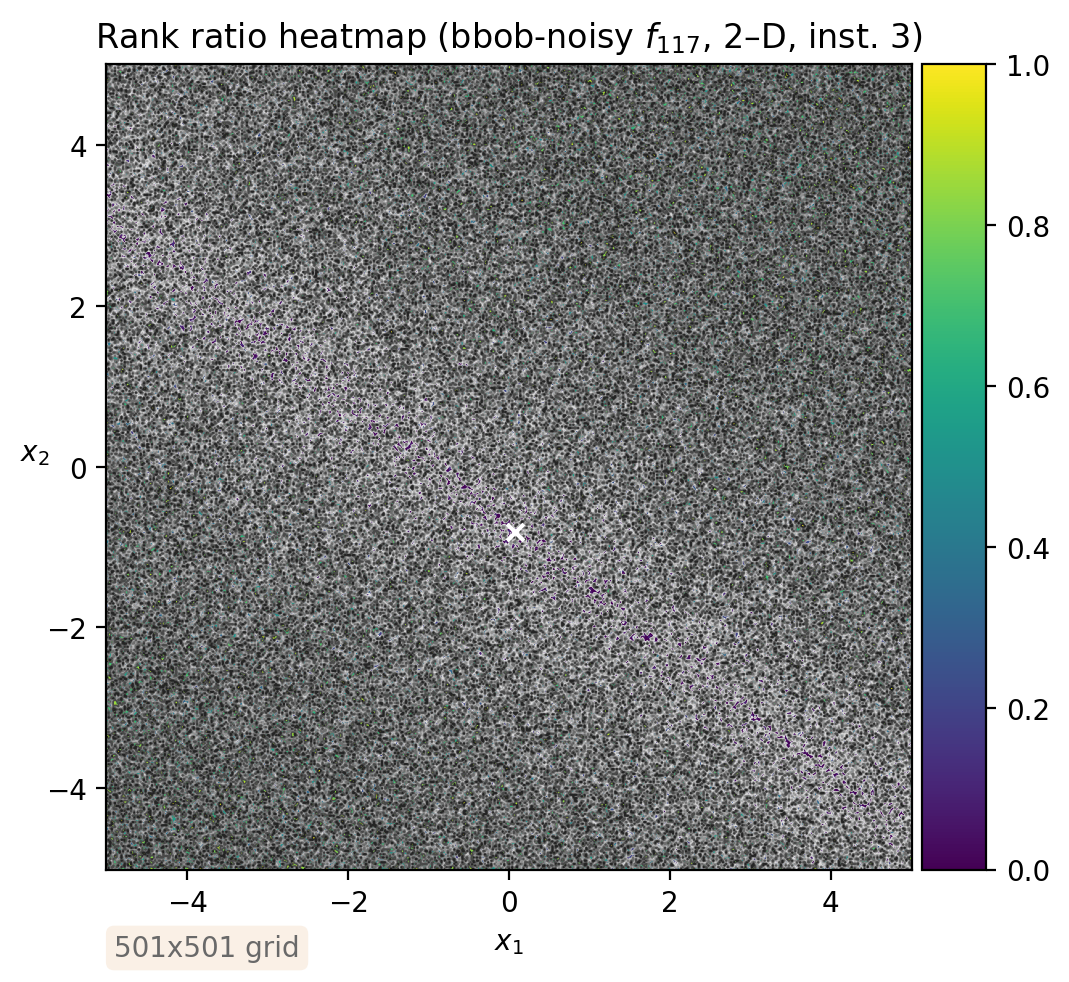 Rank ratio heatmap (bbob-noisy f₁₁₇, 2–D, inst. 3)
1.0
0.8
0.6
0.4
0.2
0.0
4
2
0
−2
−4
x₂
−4 −2 0 2 4
x₁
501x501 grid